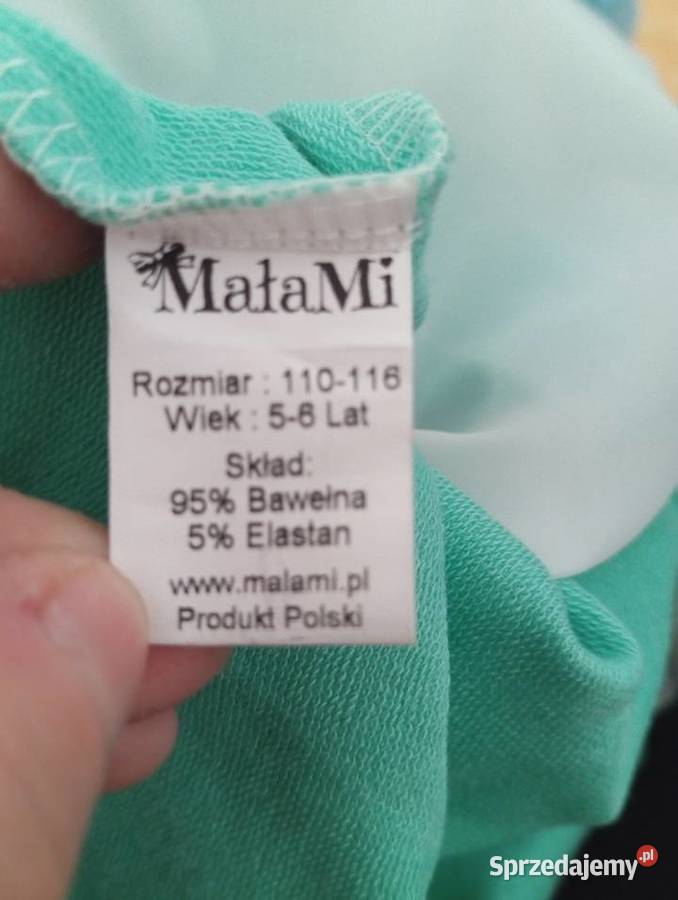 MałaMi
Rozmiar : 110-116
Wiek : 5-6 Lat
Skład:
95% Bawełna
5% Elastan
www.malami.pl
Produkt Polski
Sprzedajemy.pl